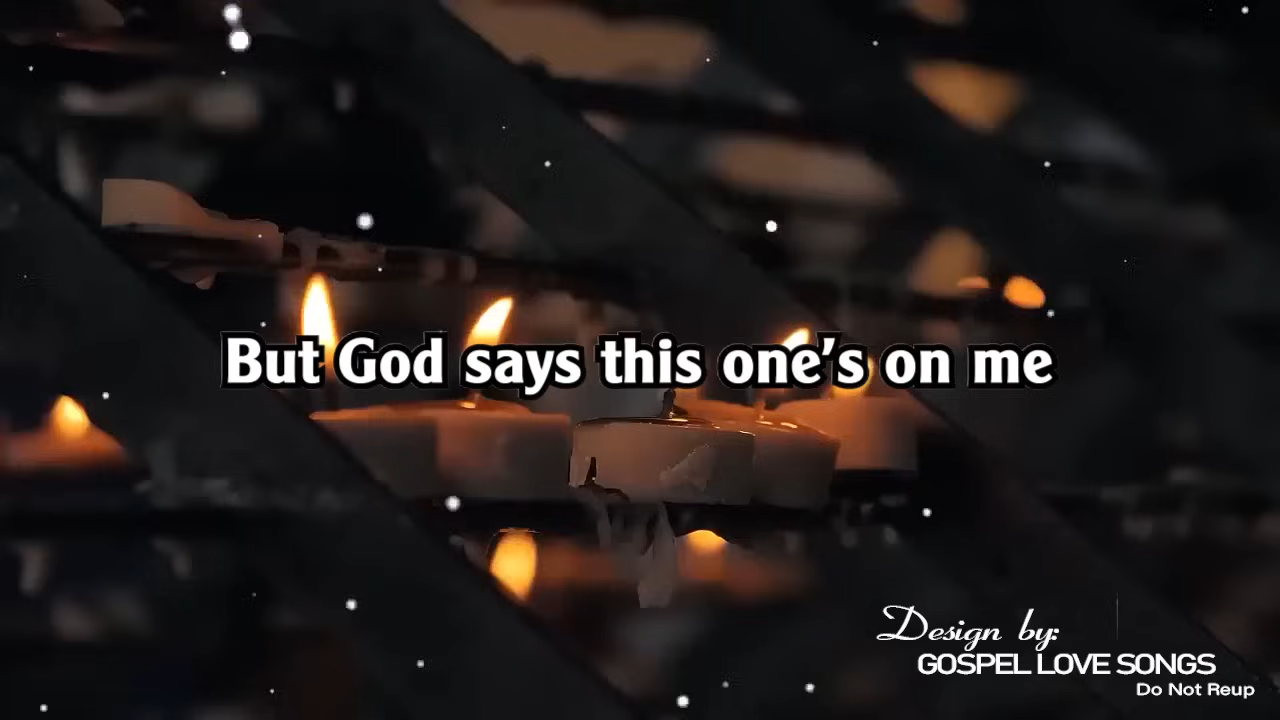 But God says this one's on me
Design by:
GOSPEL LOVE SONGS
Do Not Reup